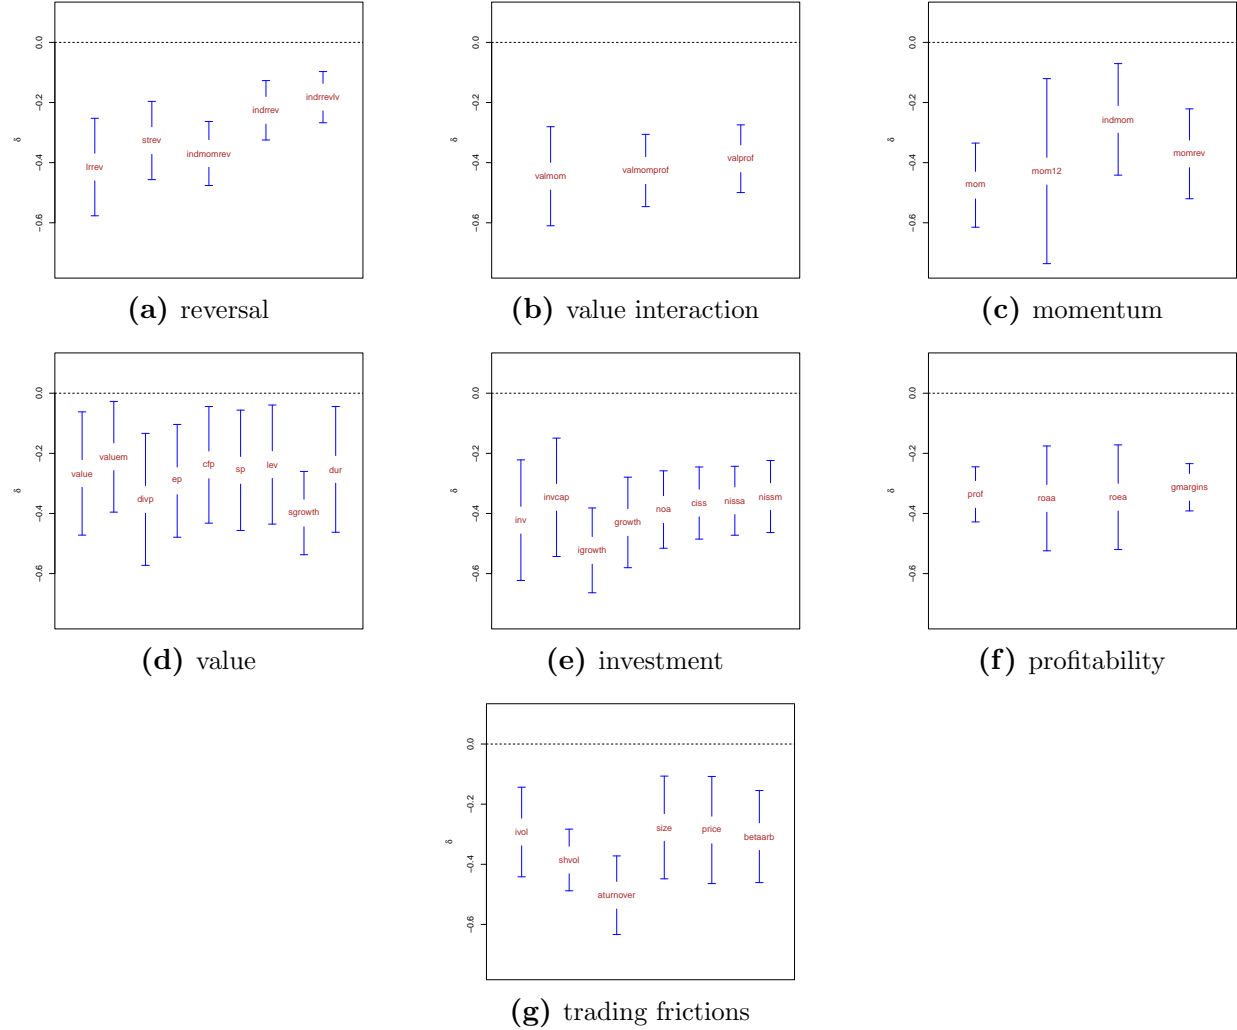 0.0
−0.2
−0.4
−0.6
δ
lrrev
strev
indmomrev
indrrev
indrrevlv
(a) reversal
0.0
−0.2
−0.4
−0.6
δ
valmom
valmomprof
valprof
(b) value interaction
0.0
−0.2
−0.4
−0.6
δ
mom
mom12
indmom
momrev
(c) momentum
0.0
−0.2
−0.4
−0.6
δ
value
valuem
divp
ep
cfp
sp
lev
sgrowth
dur
(d) value
0.0
−0.2
−0.4
−0.6
δ
inv
invcap
igrowth
growth
noa
ciss
nissa
nissm
(e) investment
0.0
−0.2
−0.4
−0.6
δ
prof
roaa
roea
gmargins
(f) profitability
0.0
−0.2
−0.4
−0.6
δ
ivol
shvol
aturnover
size
price
betaarb
(g) trading frictions